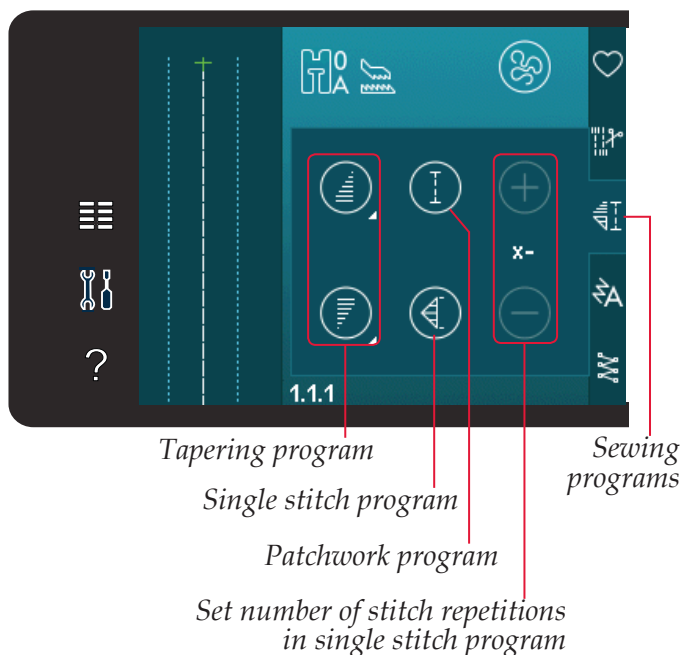 H 0
A
x-
A
?
1.1.1
Tapering program
Sewing
programs
Single stitch program
Patchwork program
Set number of stitch repetitions
in single stitch program